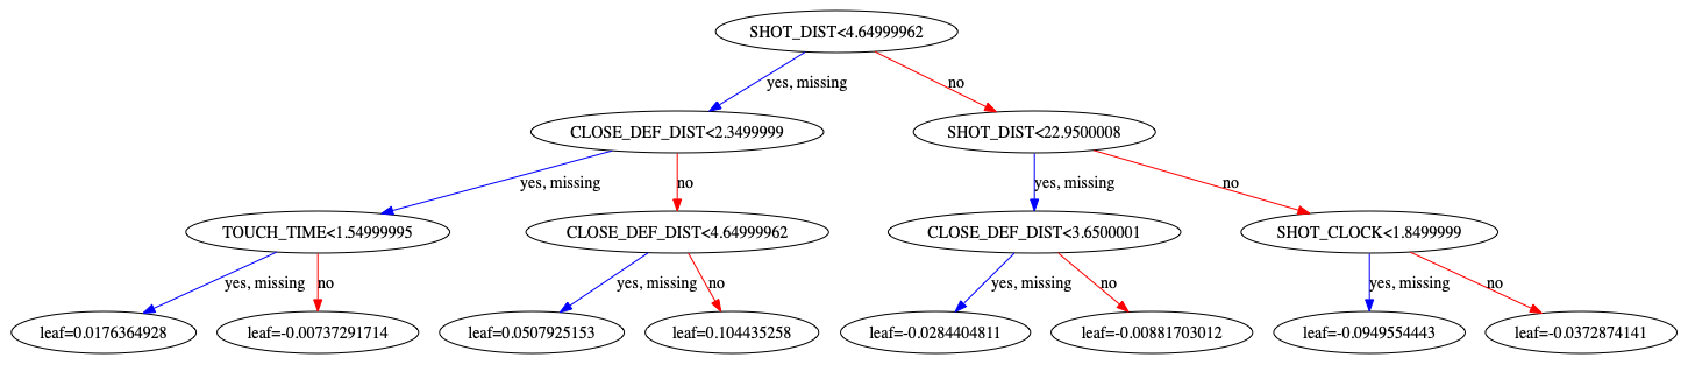 SHOT_DIST<4.64999962
yes, missing
no
CLOSE_DEF_DIST<2.3499999
SHOT_DIST<22.9500008
yes, missing
no
yes, missing
no
TOUCH_TIME<1.54999995
CLOSE_DEF_DIST<4.64999962
CLOSE_DEF_DIST<3.6500001
SHOT_CLOCK<1.8499999
yes, missing
no
yes, missing
no
yes, missing
no
yes, missing
no
leaf=0.0176364928
leaf=-0.00737291714
leaf=0.0507925153
leaf=0.104435258
leaf=-0.0284404811
leaf=-0.00881703012
leaf=-0.0949554443
leaf=-0.0372874141